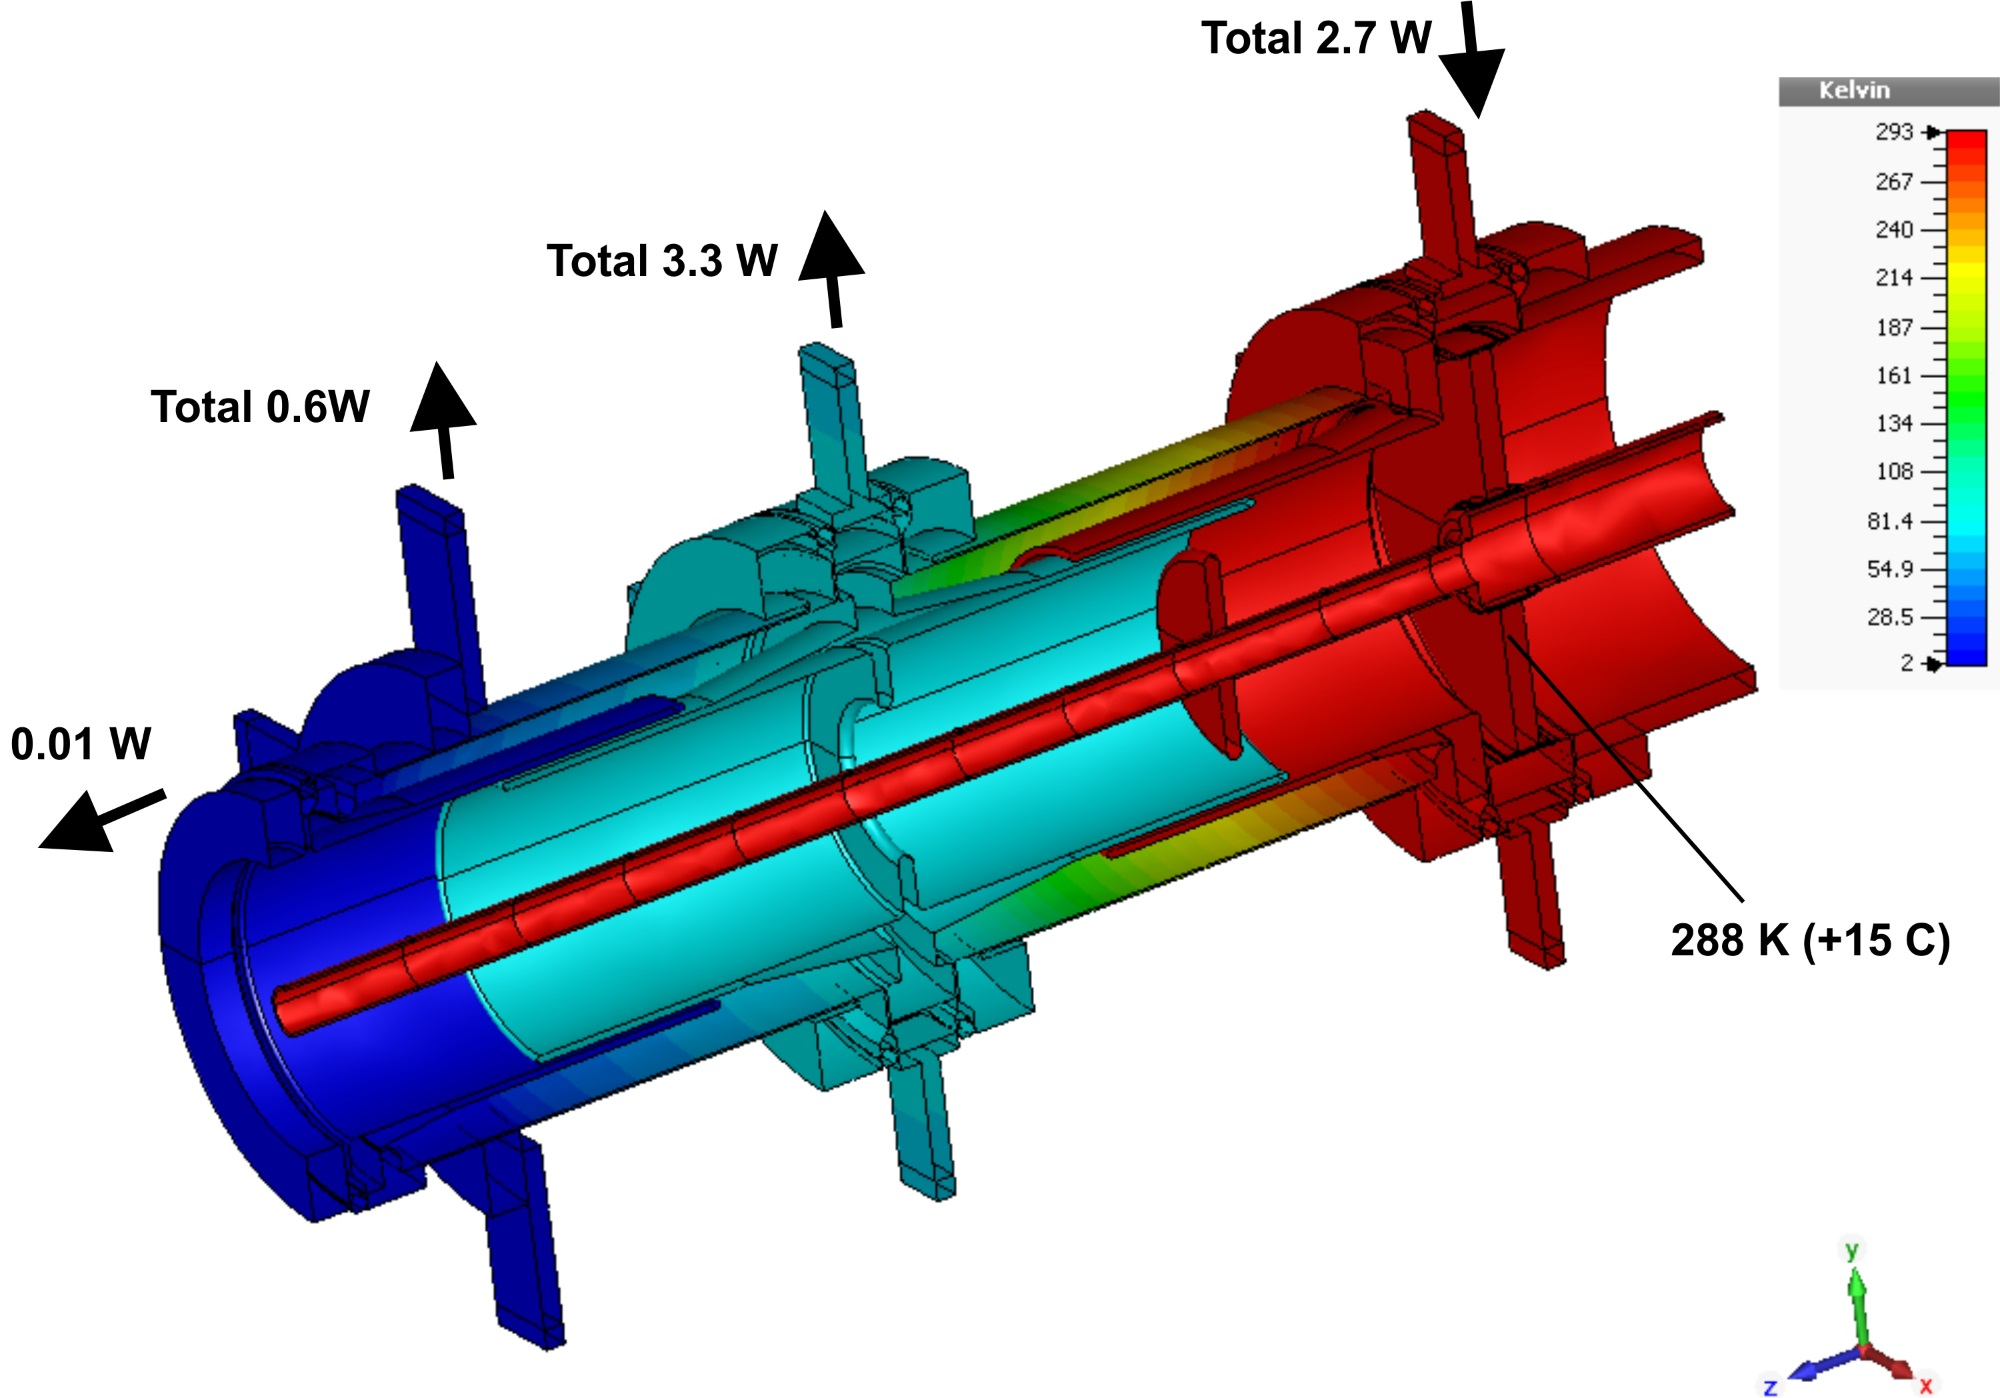 Total 2.7 W
Kelvin
293
267
240
214
187
161
134
108
81.4
54.9
28.5
2
Total 3.3 W
Total 0.6W
0.01 W
288 K (+15 C)
y
z
x